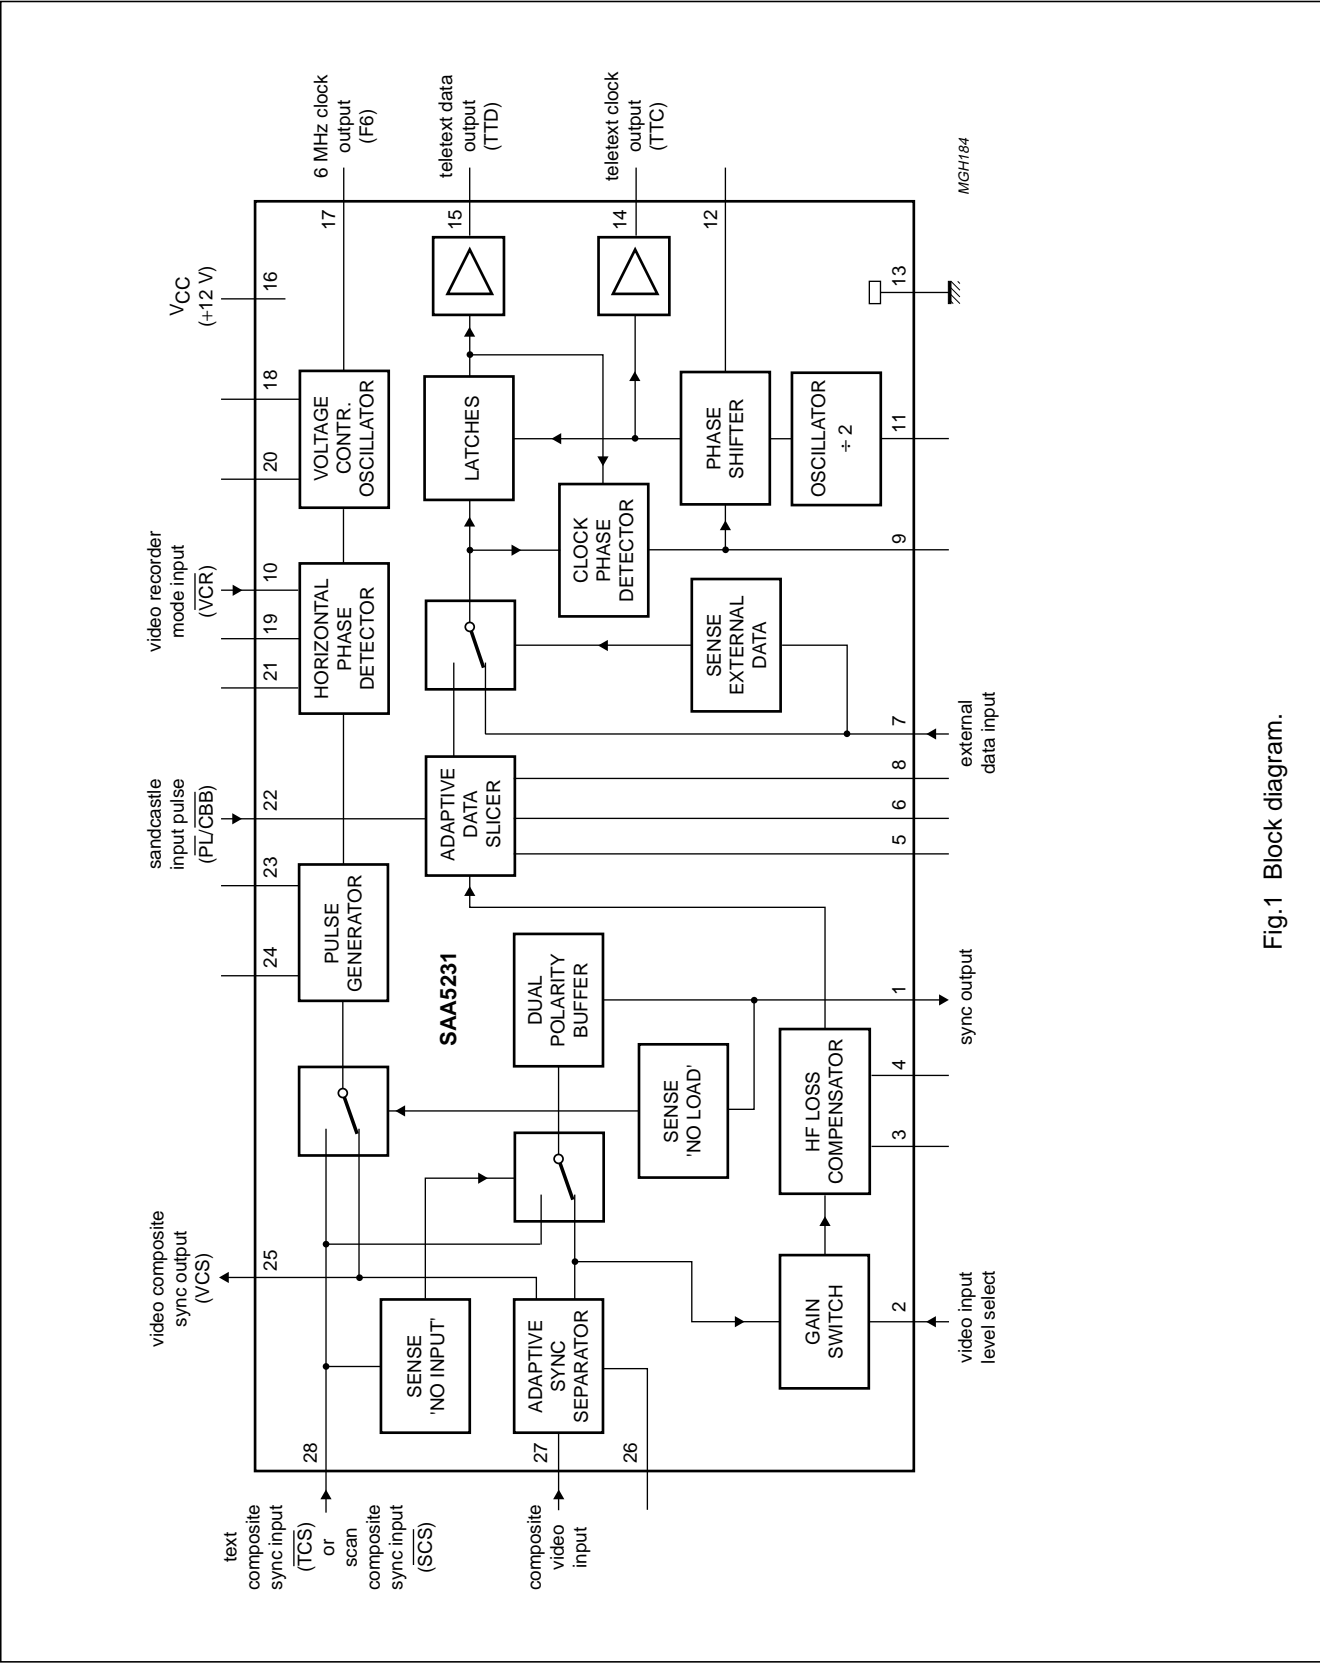 video composite
sync output
(VCS)
sandcastle
input pulse
(PL/CBB)
video recorder
mode input
(VCR)
VCC
(+12 V)
25
24
23
22
21
19
10
20
18
16
text
composite
sync input
(TCS)
or
scan
composite
sync input
(SCS)
28
composite
video
input
27
26
PULSE
GENERATOR
HORIZONTAL
PHASE
DETECTOR
VOLTAGE
CONTR.
OSCILLATOR
17
6 MHz clock
output
(F6)
SENSE
'NO INPUT'
SAA5231
ADAPTIVE
DATA
SLICER
LATCHES
15
teletext data
output
(TTD)
ADAPTIVE
SYNC
SEPARATOR
DUAL
POLARITY
BUFFER
CLOCK
PHASE
DETECTOR
14
teletext clock
output
(TTC)
SENSE
'NO LOAD'
SENSE
EXTERNAL
DATA
PHASE
SHIFTER
12
GAIN
SWITCH
HF LOSS
COMPENSATOR
OSCILLATOR
÷ 2
2
3
4
1
5
6
8
7
9
11
13
video input
level select
sync output
external
data input
MGH184
Fig.1 Block diagram.